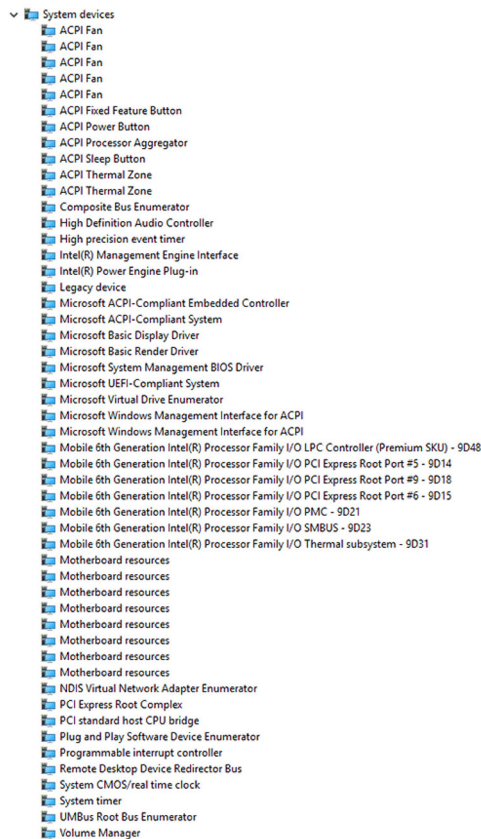 System devices
ACPI Fan
ACPI Fan
ACPI Fan
ACPI Fan
ACPI Fan
ACPI Fixed Feature Button
ACPI Power Button
ACPI Processor Aggregator
ACPI Sleep Button
ACPI Thermal Zone
ACPI Thermal Zone
Composite Bus Enumerator
High Definition Audio Controller
High precision event timer
Intel(R) Management Engine Interface
Intel(R) Power Engine Plug-in
Legacy device
Microsoft ACPI-Compliant Embedded Controller
Microsoft ACPI-Compliant System
Microsoft Basic Display Driver
Microsoft Basic Render Driver
Microsoft System Management BIOS Driver
Microsoft UEFI-Compliant System
Microsoft Virtual Drive Enumerator
Microsoft Windows Management Interface for ACPI
Microsoft Windows Management Interface for ACPI
Mobile 6th Generation Intel(R) Processor Family I/O LPC Controller (Premium SKU) - 9D48
Mobile 6th Generation Intel(R) Processor Family I/O PCI Express Root Port #5 - 9D14
Mobile 6th Generation Intel(R) Processor Family I/O PCI Express Root Port #9 - 9D18
Mobile 6th Generation Intel(R) Processor Family I/O PCI Express Root Port #6 - 9D15
Mobile 6th Generation Intel(R) Processor Family I/O PMC - 9D21
Mobile 6th Generation Intel(R) Processor Family I/O SMBUS - 9D23
Mobile 6th Generation Intel(R) Processor Family I/O Thermal subsystem - 9D31
Motherboard resources
Motherboard resources
Motherboard resources
Motherboard resources
Motherboard resources
Motherboard resources
Motherboard resources
Motherboard resources
NDIS Virtual Network Adapter Enumerator
PCI Express Root Complex
PCI standard host CPU bridge
Plug and Play Software Device Enumerator
Programmable interrupt controller
Remote Desktop Device Redirector Bus
System CMOS/real time clock
System timer
UMBus Root Bus Enumerator
Volume Manager